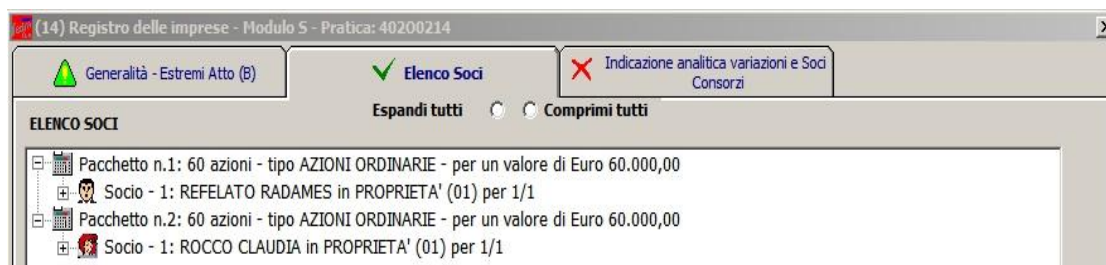 (14) Registro delle imprese - Modulo S - Pratica: 40200214
Generalità - Estremi Atto (B)
Elenco Soci
Indicazione analitica variazioni e Soci
Consorzi
Espandi tutti
Comprimi tutti
ELENCO SOCI
Pacchetto n.1: 60 azioni - tipo AZIONI ORDINARIE - per un valore di Euro 60.000,00
Socio - 1: REFELATO RADAMES in PROPRIETA' (01) per 1/1
Pacchetto n.2: 60 azioni - tipo AZIONI ORDINARIE - per un valore di Euro 60.000,00
Socio - 1: ROCCO CLAUDIA in PROPRIETA' (01) per 1/1